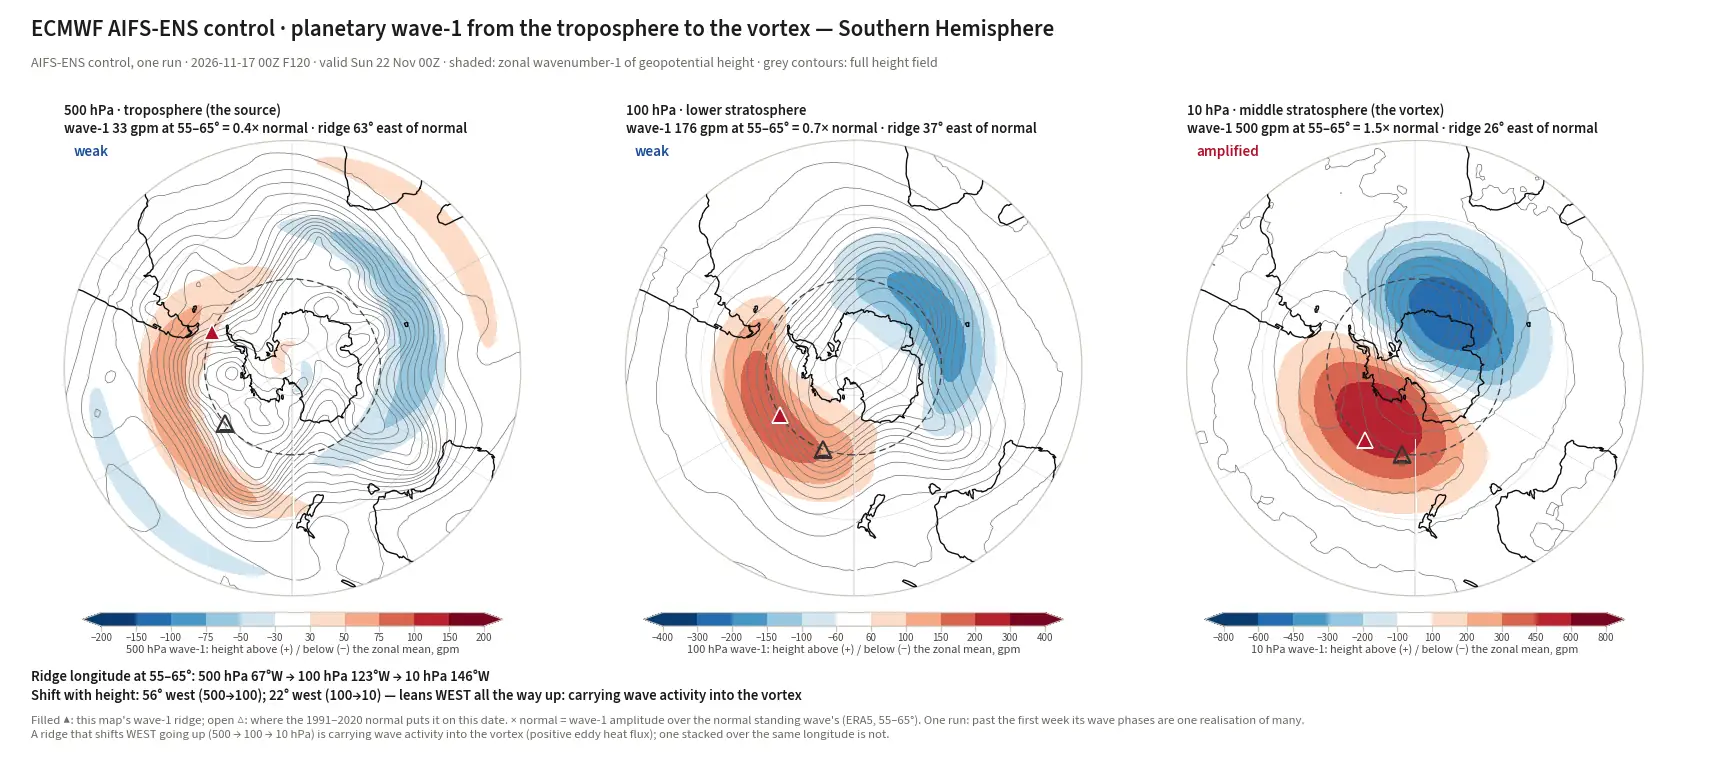 ECMWF AIFS-ENS control · planetary wave-1 from the troposphere to the vortex — Southern Hemisphere
AIFS-ENS control, one run · 2026-11-17 00Z F120 · valid Sun 22 Nov 00Z · shaded: zonal wavenumber-1 of geopotential height · grey contours: full height field
500 hPa · troposphere (the source)
wave-1 33 gpm at 55–65° = 0.4× normal · ridge 63° east of normal
weak
100 hPa · lower stratosphere
wave-1 176 gpm at 55–65° = 0.7× normal · ridge 37° east of normal
weak
10 hPa · middle stratosphere (the vortex)
wave-1 500 gpm at 55–65° = 1.5× normal · ridge 26° east of normal
amplified
−200 −150 −100 −75 −50 −30 30 50 75 100 150 200
500 hPa wave-1: height above (+) / below (−) the zonal mean, gpm
−400 −300 −200 −150 −100 −60 60 100 150 200 300 400
100 hPa wave-1: height above (+) / below (−) the zonal mean, gpm
−800 −600 −450 −300 −200 −100 100 200 300 450 600 800
10 hPa wave-1: height above (+) / below (−) the zonal mean, gpm
Ridge longitude at 55–65°: 500 hPa 67°W → 100 hPa 123°W → 10 hPa 146°W
Shift with height: 56° west (500→100); 22° west (100→10) — leans WEST all the way up: carrying wave activity into the vortex
Filled ▲: this map's wave-1 ridge; open △: where the 1991–2020 normal puts it on this date. × normal = wave-1 amplitude over the normal standing wave's (ERA5, 55–65°). One run: past the first week its wave phases are one realisation of many.
A ridge that shifts WEST going up (500 → 100 → 10 hPa) is carrying wave activity into the vortex (positive eddy heat flux); one stacked over the same longitude is not.